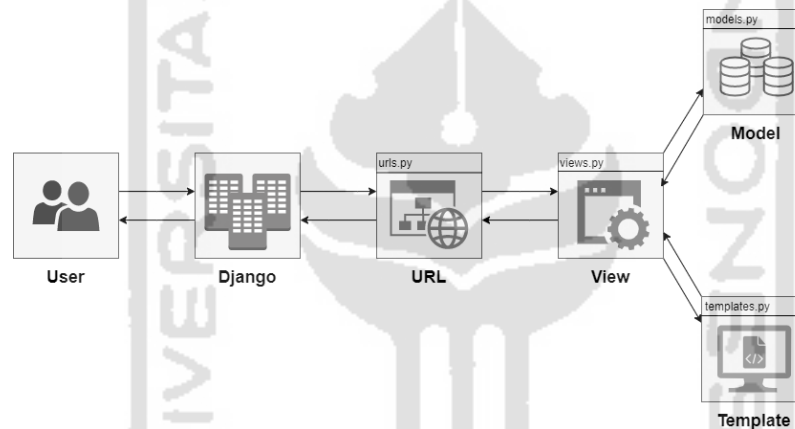 models.py
Model
urls.py
views.py
User
Django
URL
View
templates.py
Template